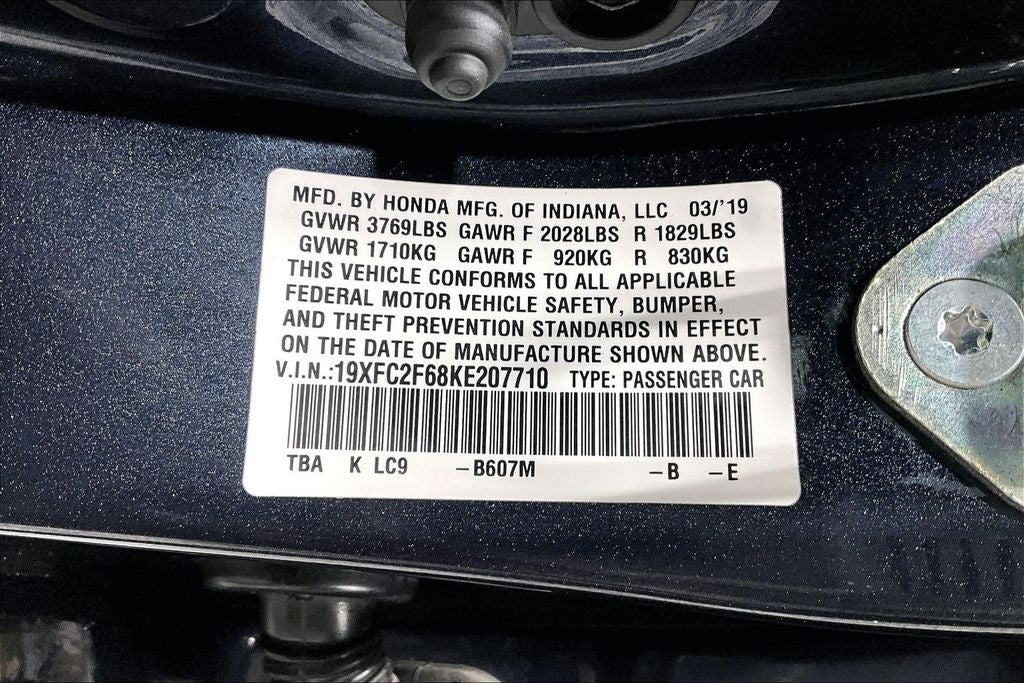 MFD. BY HONDA MFG. OF INDIANA, LLC 03/'19
GVWR 3769LBS GAWR F 2028LBS R 1829LBS
GVWR 1710KG GAWR F 920KG R 830KG
THIS VEHICLE CONFORMS TO ALL APPLICABLE
FEDERAL MOTOR VEHICLE SAFETY, BUMPER,
AND THEFT PREVENTION STANDARDS IN EFFECT
ON THE DATE OF MANUFACTURE SHOWN ABOVE.
V.I.N.:19XFC2F68KE207710 TYPE: PASSENGER CAR
TBA K LC9 –B607M –B –E